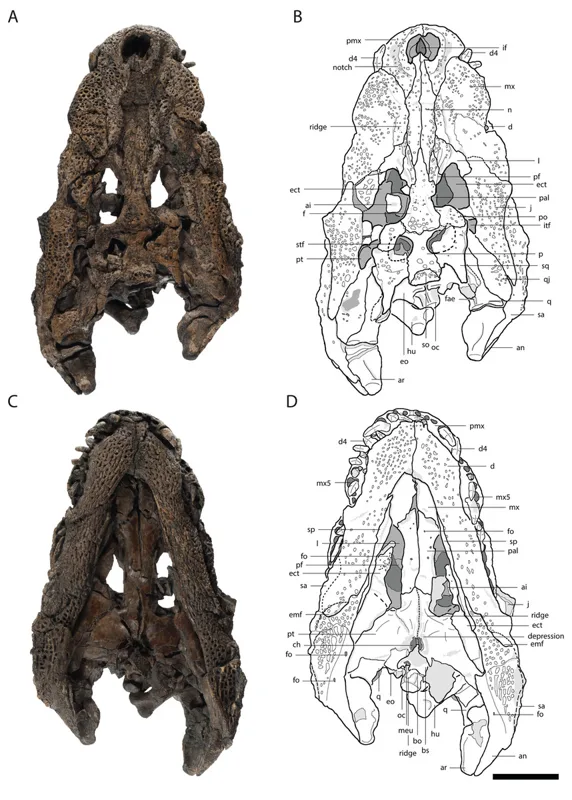 A
B
pmx
if
d4
d4
notch
mx
n
ridge
d
l
pf
ect
ect
pal
ai
j
f
po
itf
stf
p
pt
sq
qj
q
fae
sa
so
oc
hu
an
eo
ar
C
D
pmx
d4
d4
d
mx5
mx5
mx
sp
fo
l
sp
fo
pal
pf
ect
ai
sa
j
emf
ridge
ect
pt
depression
ch
emf
fo
fo
q
eo
q
sa
oc
fo
meu
hu
bo
ridge
bs
an
ar